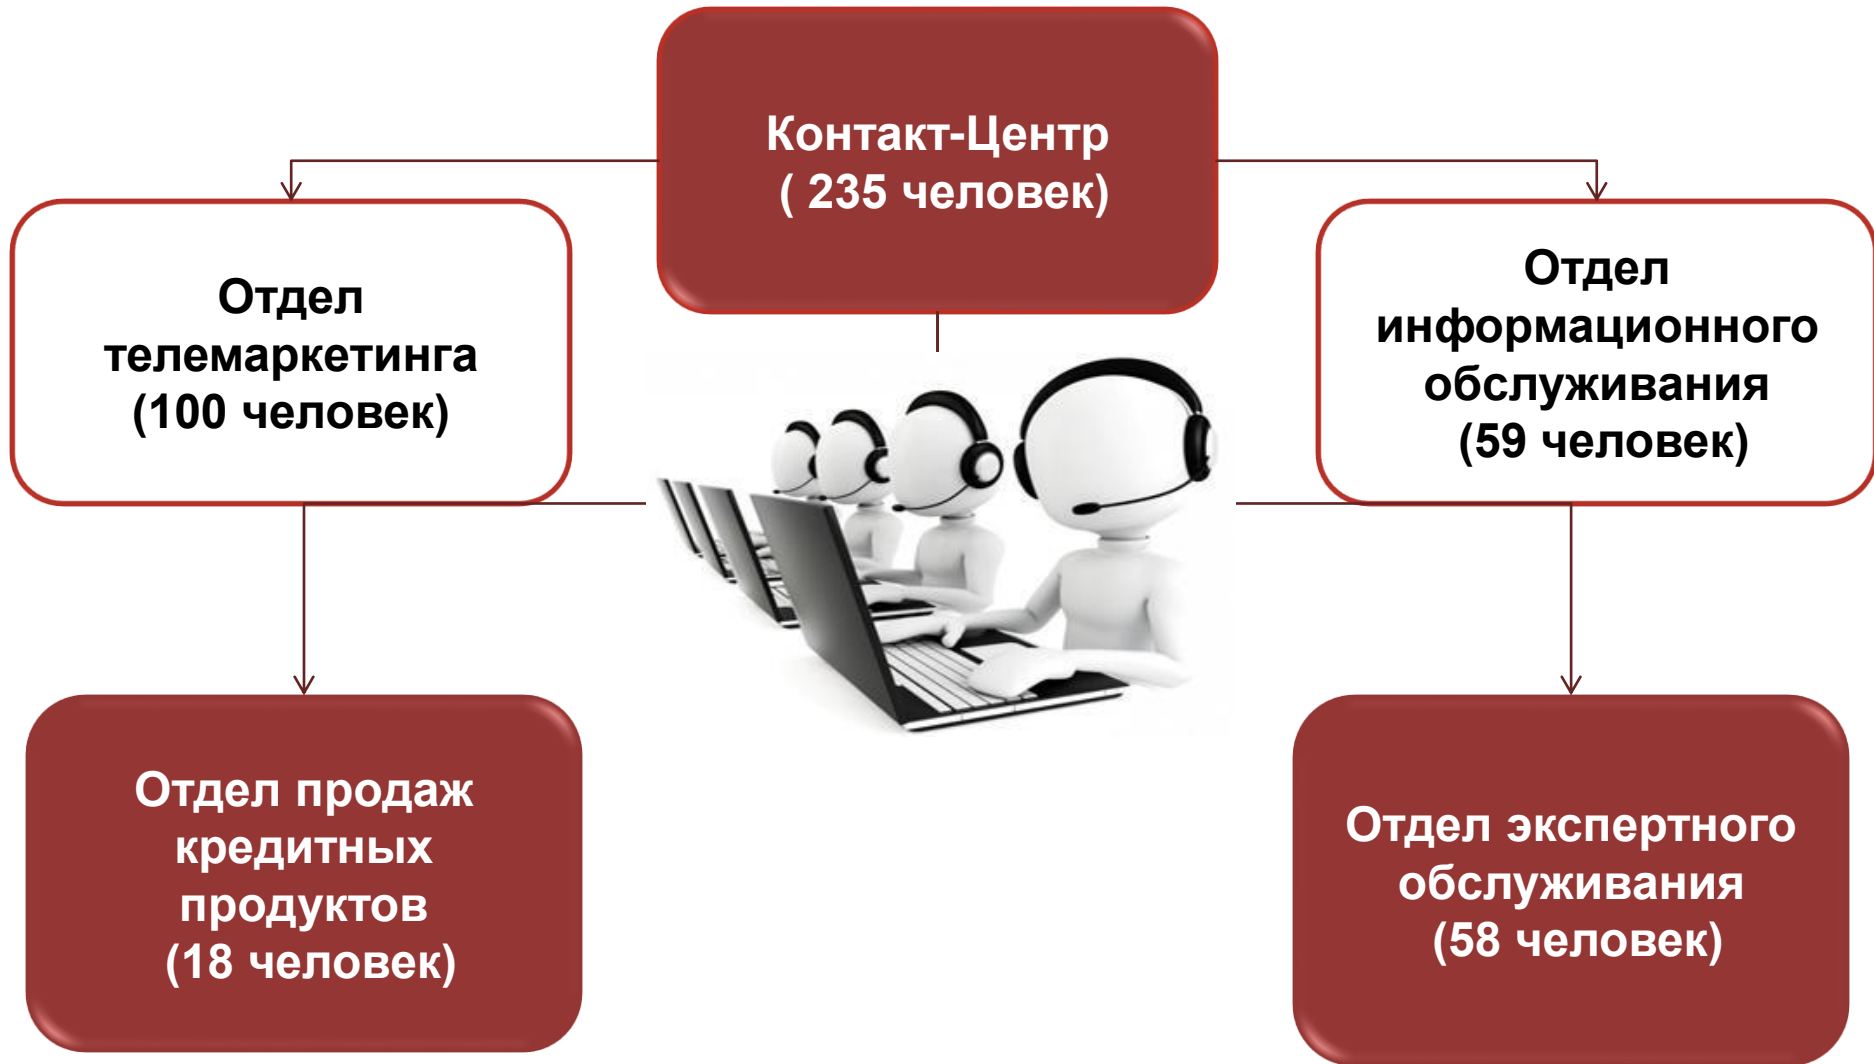 Контакт-Центр
( 235 человек)
Отдел
телемаркетинга
(100 человек)
Отдел
информационного
обслуживания
(59 человек)
Отдел продаж
кредитных
продуктов
(18 человек)
Отдел экспертного
обслуживания
(58 человек)